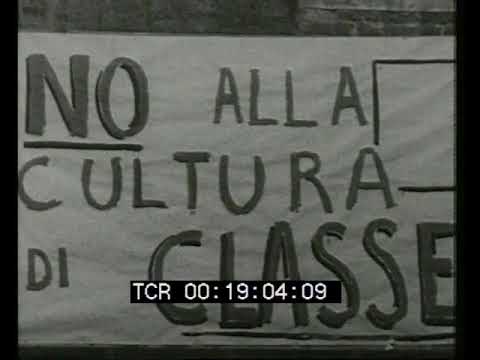 NO ALLA
CULTURA
DI CLASSE
TCR 00:19:04:09